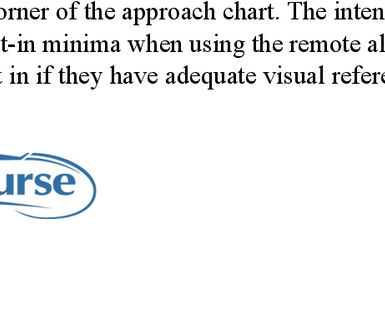 orner of the approach chart. The inten
t-in minima when using the remote al
t in if they have adequate visual refere
urse